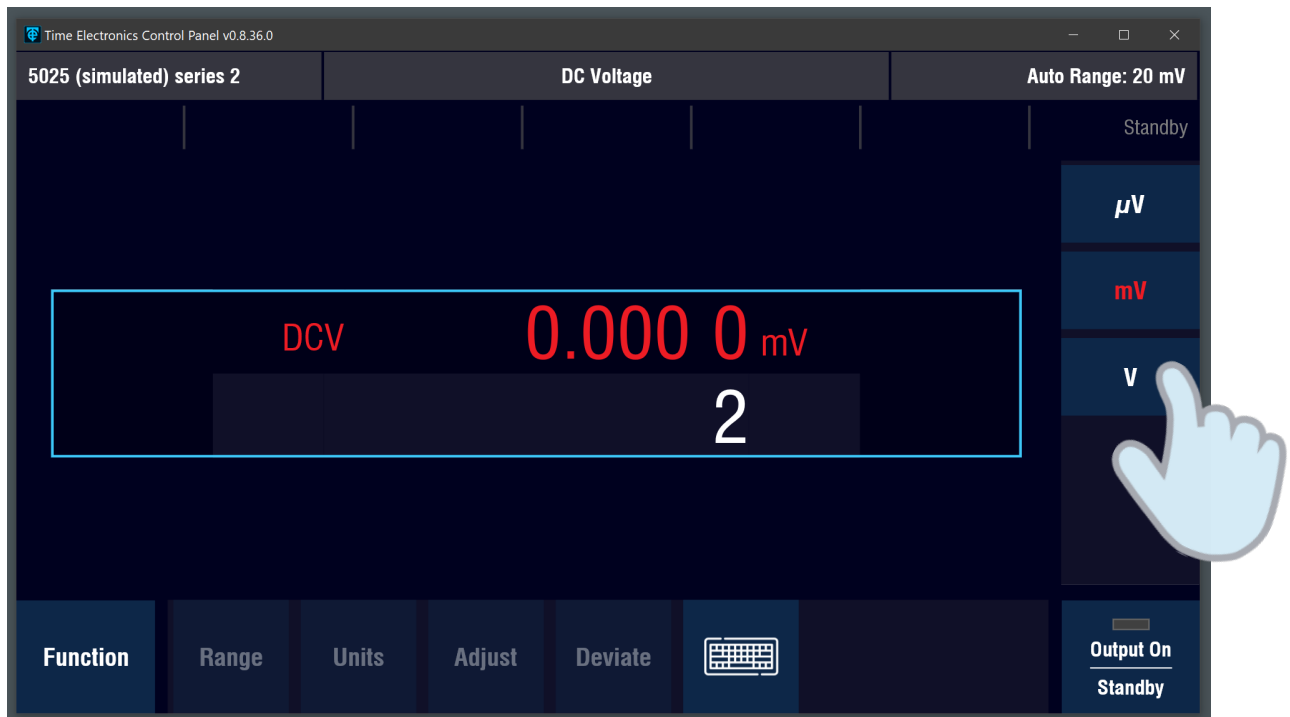 Time Electronics Control Panel v0.8.36.0
5025 (simulated) series 2
DC Voltage
Auto Range: 20 mV
Standby
µV
mV
DCV 0.000 0 mV
V
2
Function
Range
Units
Adjust
Deviate
Output On
Standby